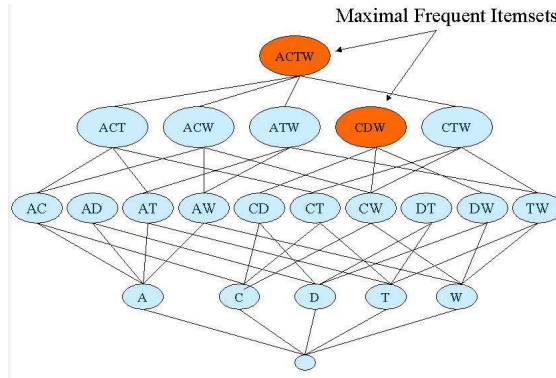 Maximal Frequent Itemsets
ACTW
ACT ACW ATW CDW CTW
AC AD AT AW CD CT CW DT DW TW
A C D T W